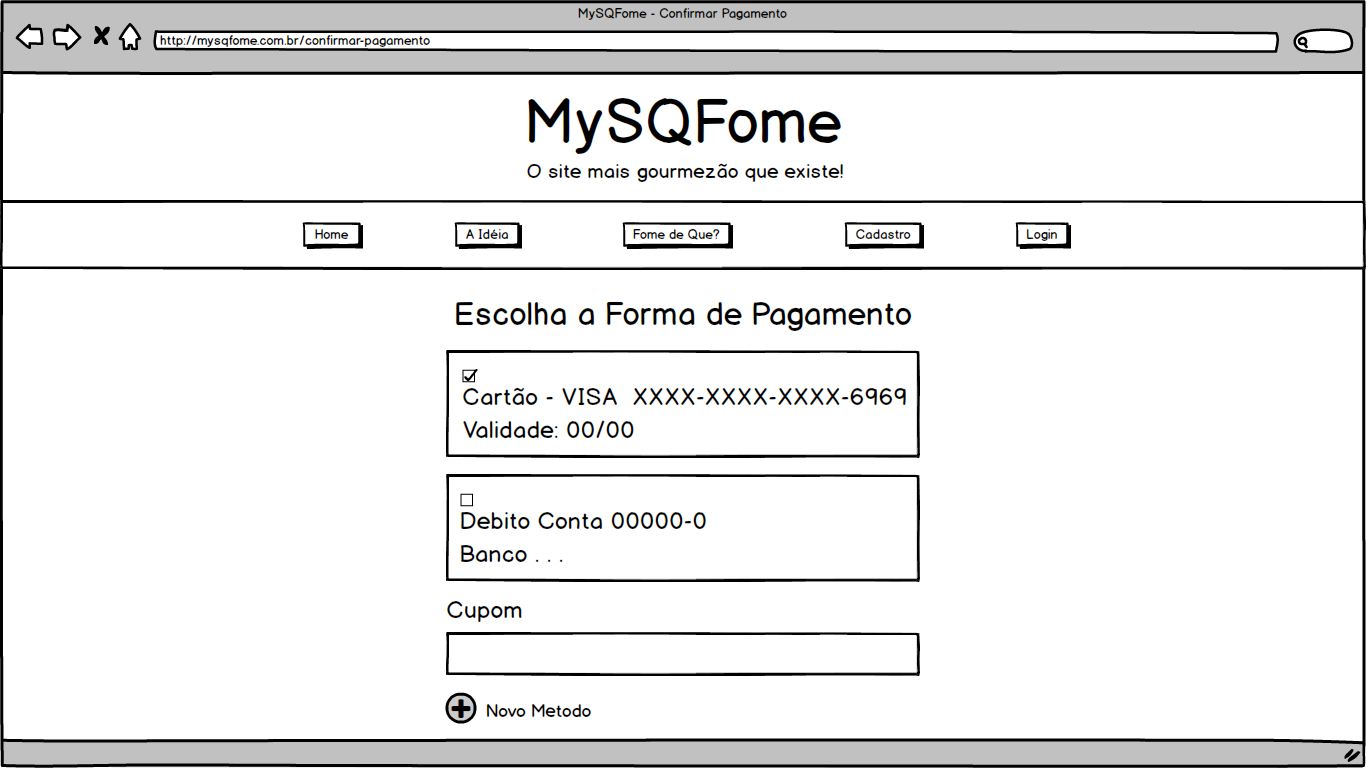 MySQFome - Confirmar Pagamento
http://mysqfome.com.br/confirmar-pagamento
MySQFome
O site mais gourmezão que existe!
Home
A Idéia
Fome de Que?
Cadastro
Login
Escolha a Forma de Pagamento
Cartão - VISA XXXX-XXXX-XXXX-6969
Validade: 00/00
Debito Conta 00000-0
Banco . . .
Cupom
Novo Metodo